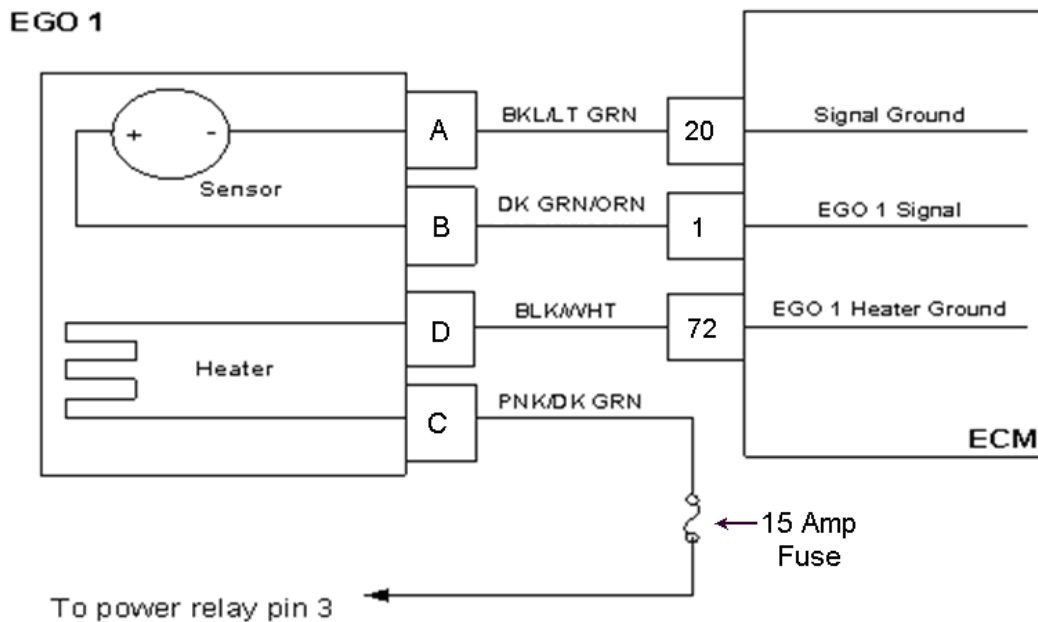 EGO 1
A
BKL/LT GRN
20
Signal Ground
+ -
Sensor
B
DK GRN/ORN
1
EGO 1 Signal
D
BLK/WHT
72
EGO 1 Heater Ground
Heater
C
PNK/DK GRN
ECM
15 Amp
Fuse
To power relay pin 3